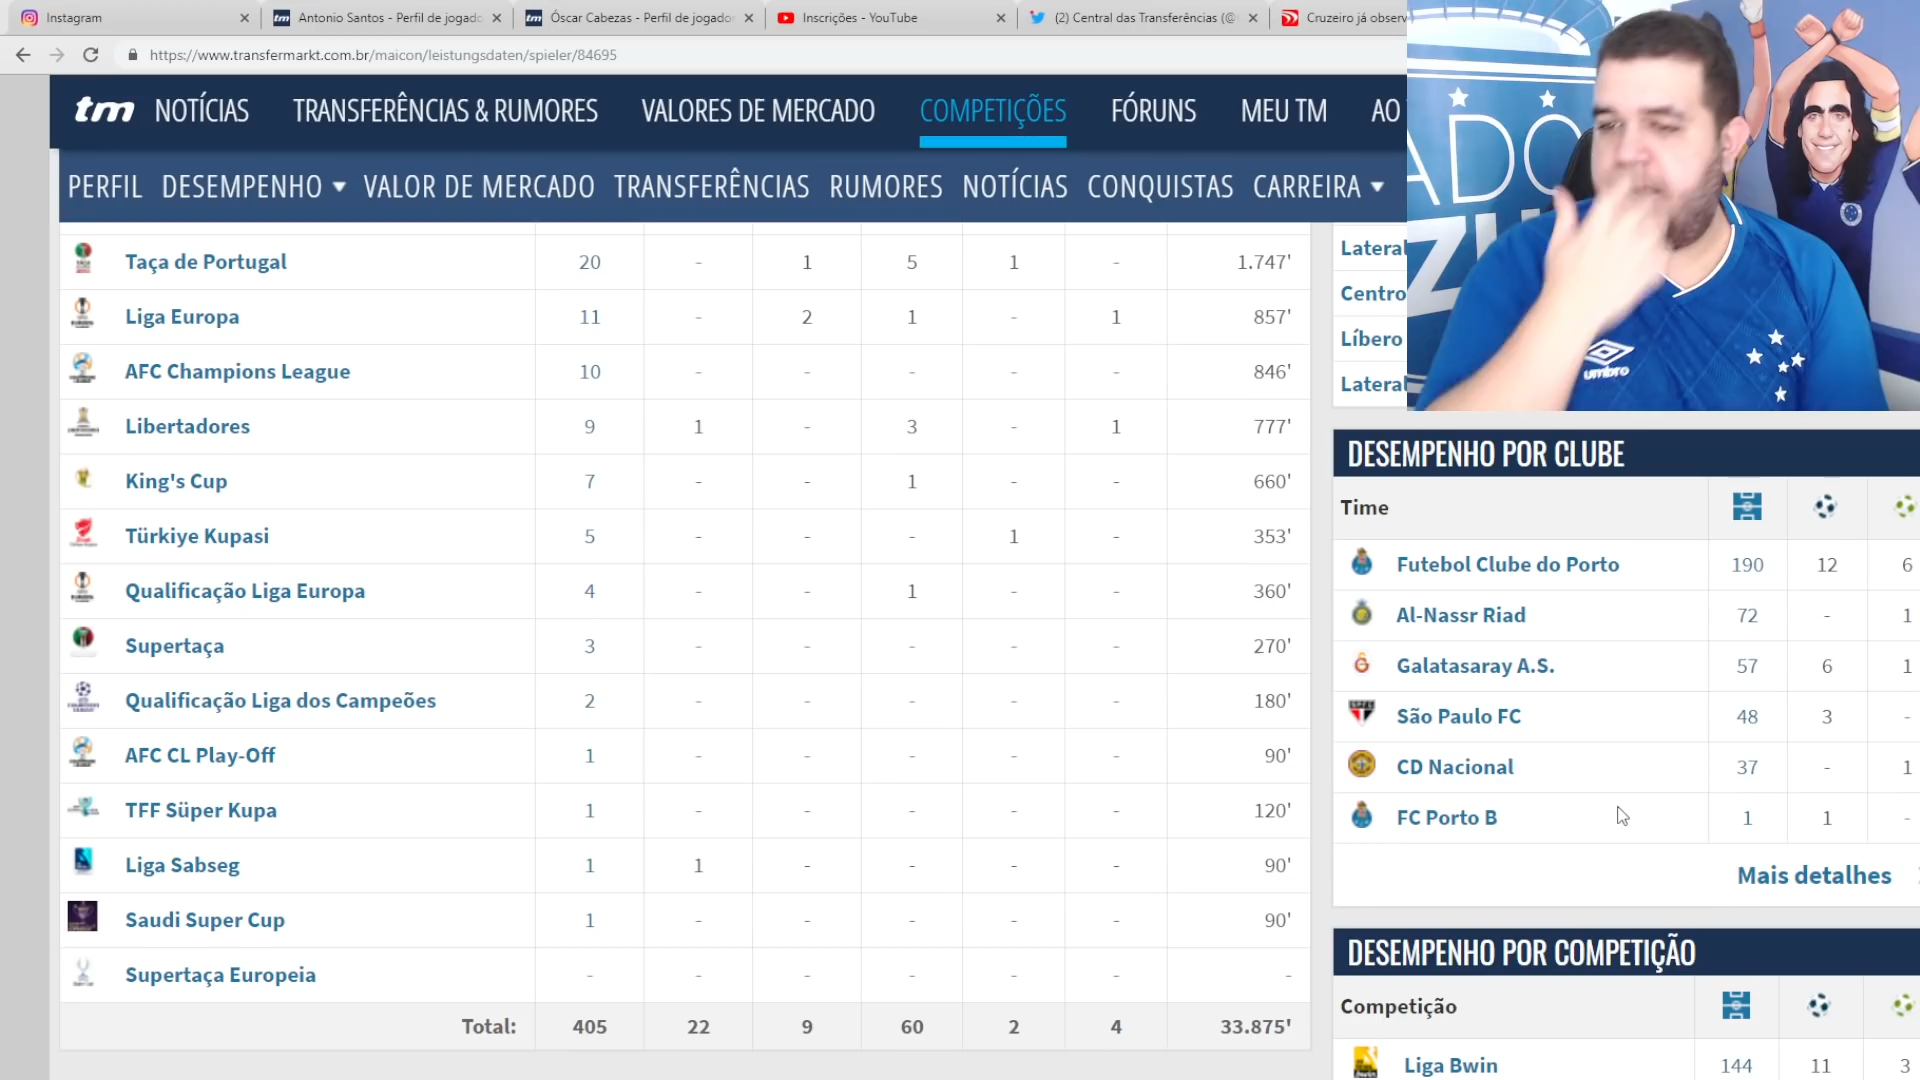 Instagram
Antonio Santos - Perfil de jogado
Óscar Cabezas - Perfil de jogador
Inscrições - YouTube
(2) Central das Transferências (@
Cruzeiro já observ
https://www.transfermarkt.com.br/maicon/leistungsdaten/spieler/84695
tm NOTÍCIAS TRANSFERÊNCIAS & RUMORES VALORES DE MERCADO COMPETIÇÕES FÓRUNS MEU TM AO
PERFIL DESEMPENHO VALOR DE MERCADO TRANSFERÊNCIAS RUMORES NOTÍCIAS CONQUISTAS CARREIRA
Taça de Portugal 20 - 1 5 1 - 1.747'
Liga Europa 11 - 2 1 - 1 857'
AFC Champions League 10 - - - - - 846'
Libertadores 9 1 - 3 - 1 777'
King's Cup 7 - - 1 - - 660'
Türkiye Kupasi 5 - - - 1 - 353'
Qualificação Liga Europa 4 - - 1 - - 360'
Supertaça 3 - - - - - 270'
Qualificação Liga dos Campeões 2 - - - - - 180'
AFC CL Play-Off 1 - - - - - 90'
TFF Süper Kupa 1 - - - - - 120'
Liga Sabseg 1 1 - - - - 90'
Saudi Super Cup 1 - - - - - 90'
Supertaça Europeia - - - - - - -
Total: 405 22 9 60 2 4 33.875'
Lateral
Centro
Líbero
Lateral
ADO
ZU
umbro
DESEMPENHO POR CLUBE
Time
Futebol Clube do Porto 190 12 6
Al-Nassr Riad 72 - 1
Galatasaray A.S. 57 6 1
São Paulo FC 48 3 -
CD Nacional 37 - 1
FC Porto B 1 1 -
Mais detalhes
DESEMPENHO POR COMPETIÇÃO
Competição
Liga Bwin 144 11 3